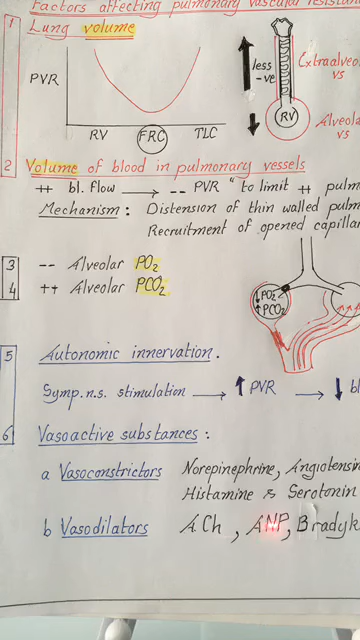 Factors affecting pulmonary vascular resistan
1 Lung volume
PVR
RV FRC TLC
less -ve
Extraalveo
vs
RV
Alveola
vs
2 Volume of blood in pulmonary vessels
++ bl. flow → -- PVR " to limit ++ pulm
Mechanism : Distension of thin walled pulm
Recruitment of opened capillar
3 -- Alveolar PO2
4 ++ Alveolar PCO2
↓PO2
↑PCO2
5 Autonomic innervation.
Symp. n.s. stimulation → ↑ PVR → ↓ bl
6 Vasoactive substances :
a Vasoconstrictors Norepinephrine, Angiotensin
Histamine & Serotonin
b Vasodilators ACh, ANP, Bradyk